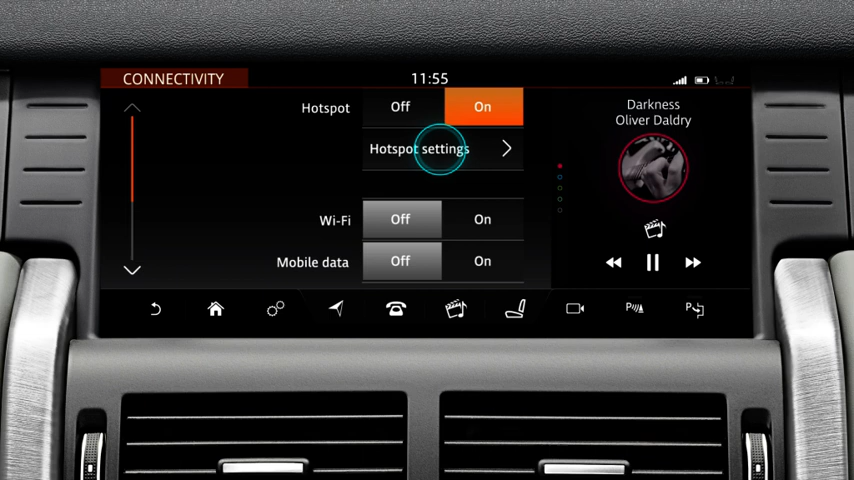 CONNECTIVITY
11:55
Hotspot
Off
On
Hotspot settings
Wi-Fi
Off
On
Mobile data
Off
On
Darkness
Oliver Daldry
P
P